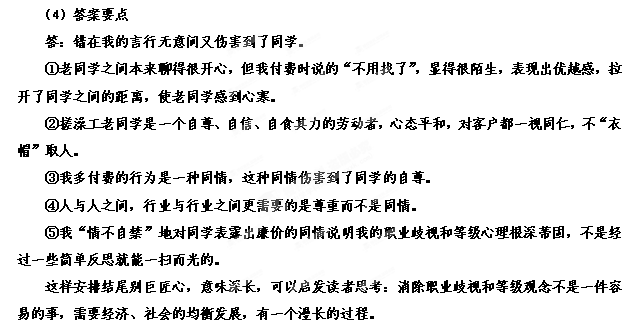 （4）答案要点
答：错在我的言行无意间又伤害到了同学。
①老同学之间本来聊得很开心，但我付费时说的“不用找了”，显得很陌生，表现出优越感，拉
开了同学之间的距离，使老同学感到心寒。
②搓澡工老同学是一个自尊、自信、自食其力的劳动者，心态平和，对客户都一视同仁，不“衣
帽”取人。
③我多付费的行为是一种同情，这种同情伤害到了同学的自尊。
④人与人之间，行业与行业之间更需要的是尊重而不是同情。
⑤我“情不自禁”地对同学表露出廉价的同情说明我的职业歧视和等级心理根深蒂固，不是经
过一些简单反思就能一扫而光的。
这样安排结尾别具匠心，意味深长，可以启发读者思考：消除职业歧视和等级观念不是一件容
易的事，需要经济、社会的均衡发展，有一个漫长的过程。